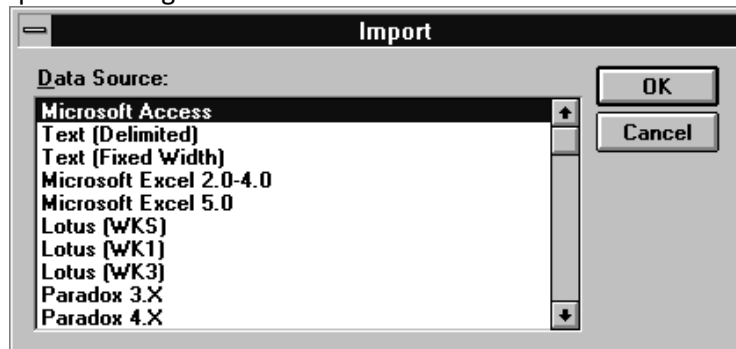 Import
Data Source:
OK
Cancel
Microsoft Access
Text (Delimited)
Text (Fixed Width)
Microsoft Excel 2.0-4.0
Microsoft Excel 5.0
Lotus (WKS)
Lotus (WK1)
Lotus (WK3)
Paradox 3.X
Paradox 4.X